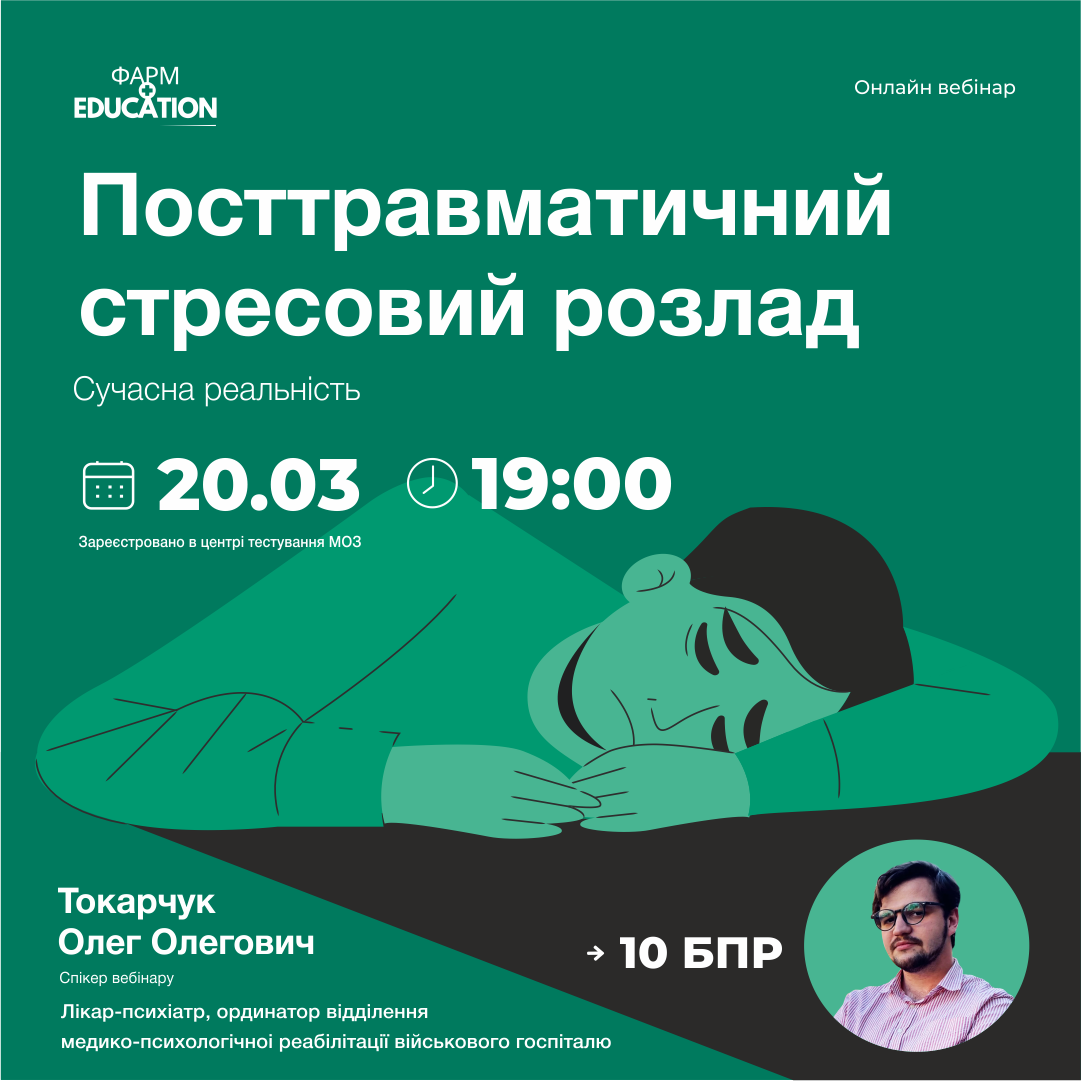 ФАРМ
EDUCATION
Онлайн вебінар
Посттравматичний
стресовий розлад
Сучасна реальність
20.03
19:00
Зареєстровано в центрі тестування МОЗ
Токарчук
Олег Олегович
Спікер вебінару
Лікар-психіатр, ординатор відділення
медико-психологічноі реабілітації військового госпіталю
→ 10 БПР